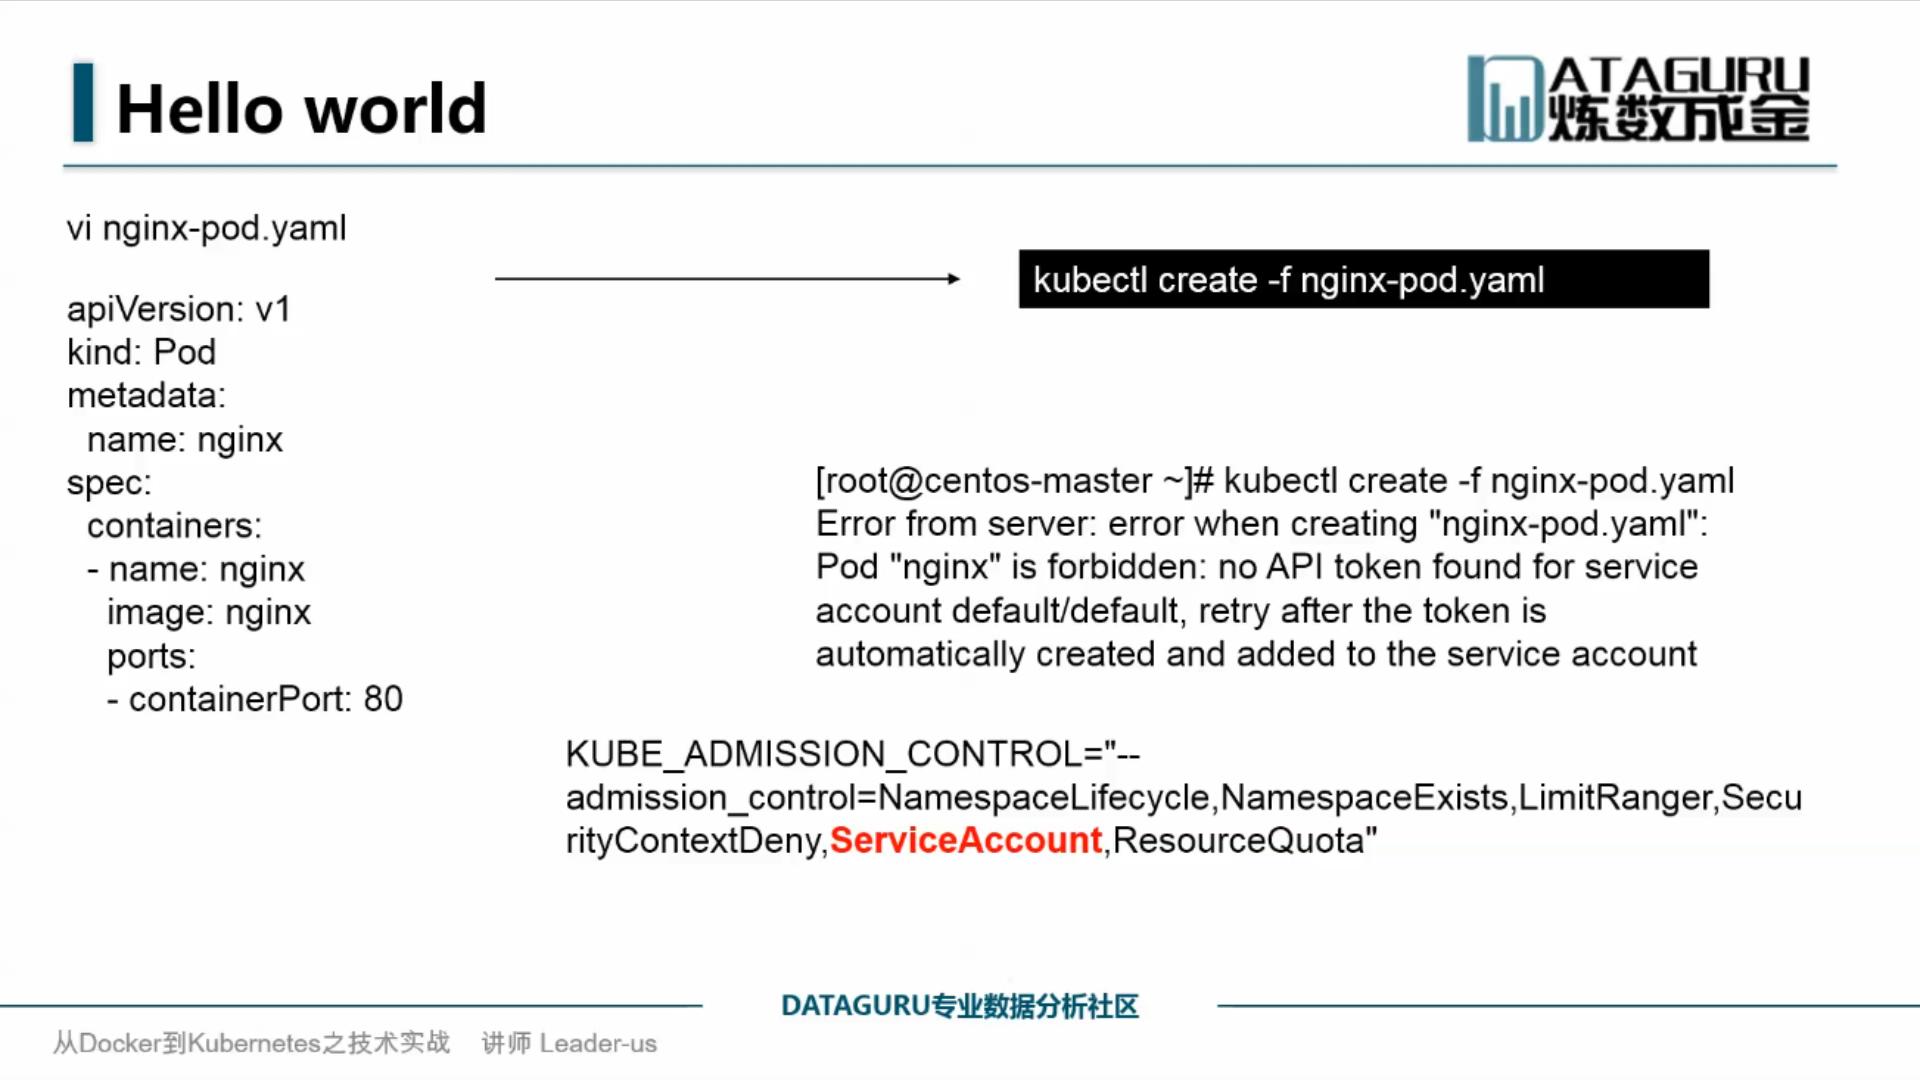 Hello world
DATAGURU
炼数成金
vi nginx-pod.yaml
apiVersion: v1
kind: Pod
metadata:
  name: nginx
spec:
  containers:
  - name: nginx
    image: nginx
    ports:
    - containerPort: 80
kubectl create -f nginx-pod.yaml
[root@centos-master ~]# kubectl create -f nginx-pod.yaml
Error from server: error when creating "nginx-pod.yaml":
Pod "nginx" is forbidden: no API token found for service
account default/default, retry after the token is
automatically created and added to the service account
KUBE_ADMISSION_CONTROL="--
admission_control=NamespaceLifecycle,NamespaceExists,LimitRanger,Secu
rityContextDeny,ServiceAccount,ResourceQuota"
DATAGURU专业数据分析社区
从Docker到Kubernetes之技术实战 讲师 Leader-us